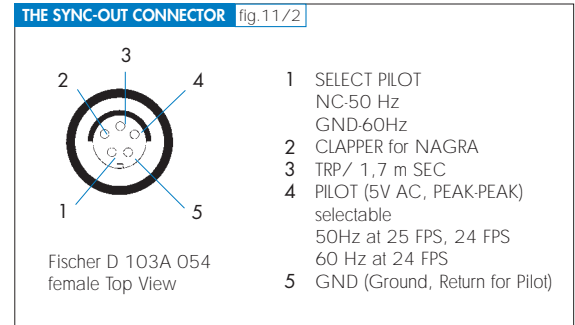 THE SYNC-OUT CONNECTOR fig.11/2
3
2
4
1
5
Fischer D 103A 054
female Top View
1 SELECT PILOT
NC-50 Hz
GND-60Hz
2 CLAPPER for NAGRA
3 TRP/ 1,7 m SEC
4 PILOT (5V AC, PEAK-PEAK)
selectable
50Hz at 25 FPS, 24 FPS
60 Hz at 24 FPS
5 GND (Ground, Return for Pilot)